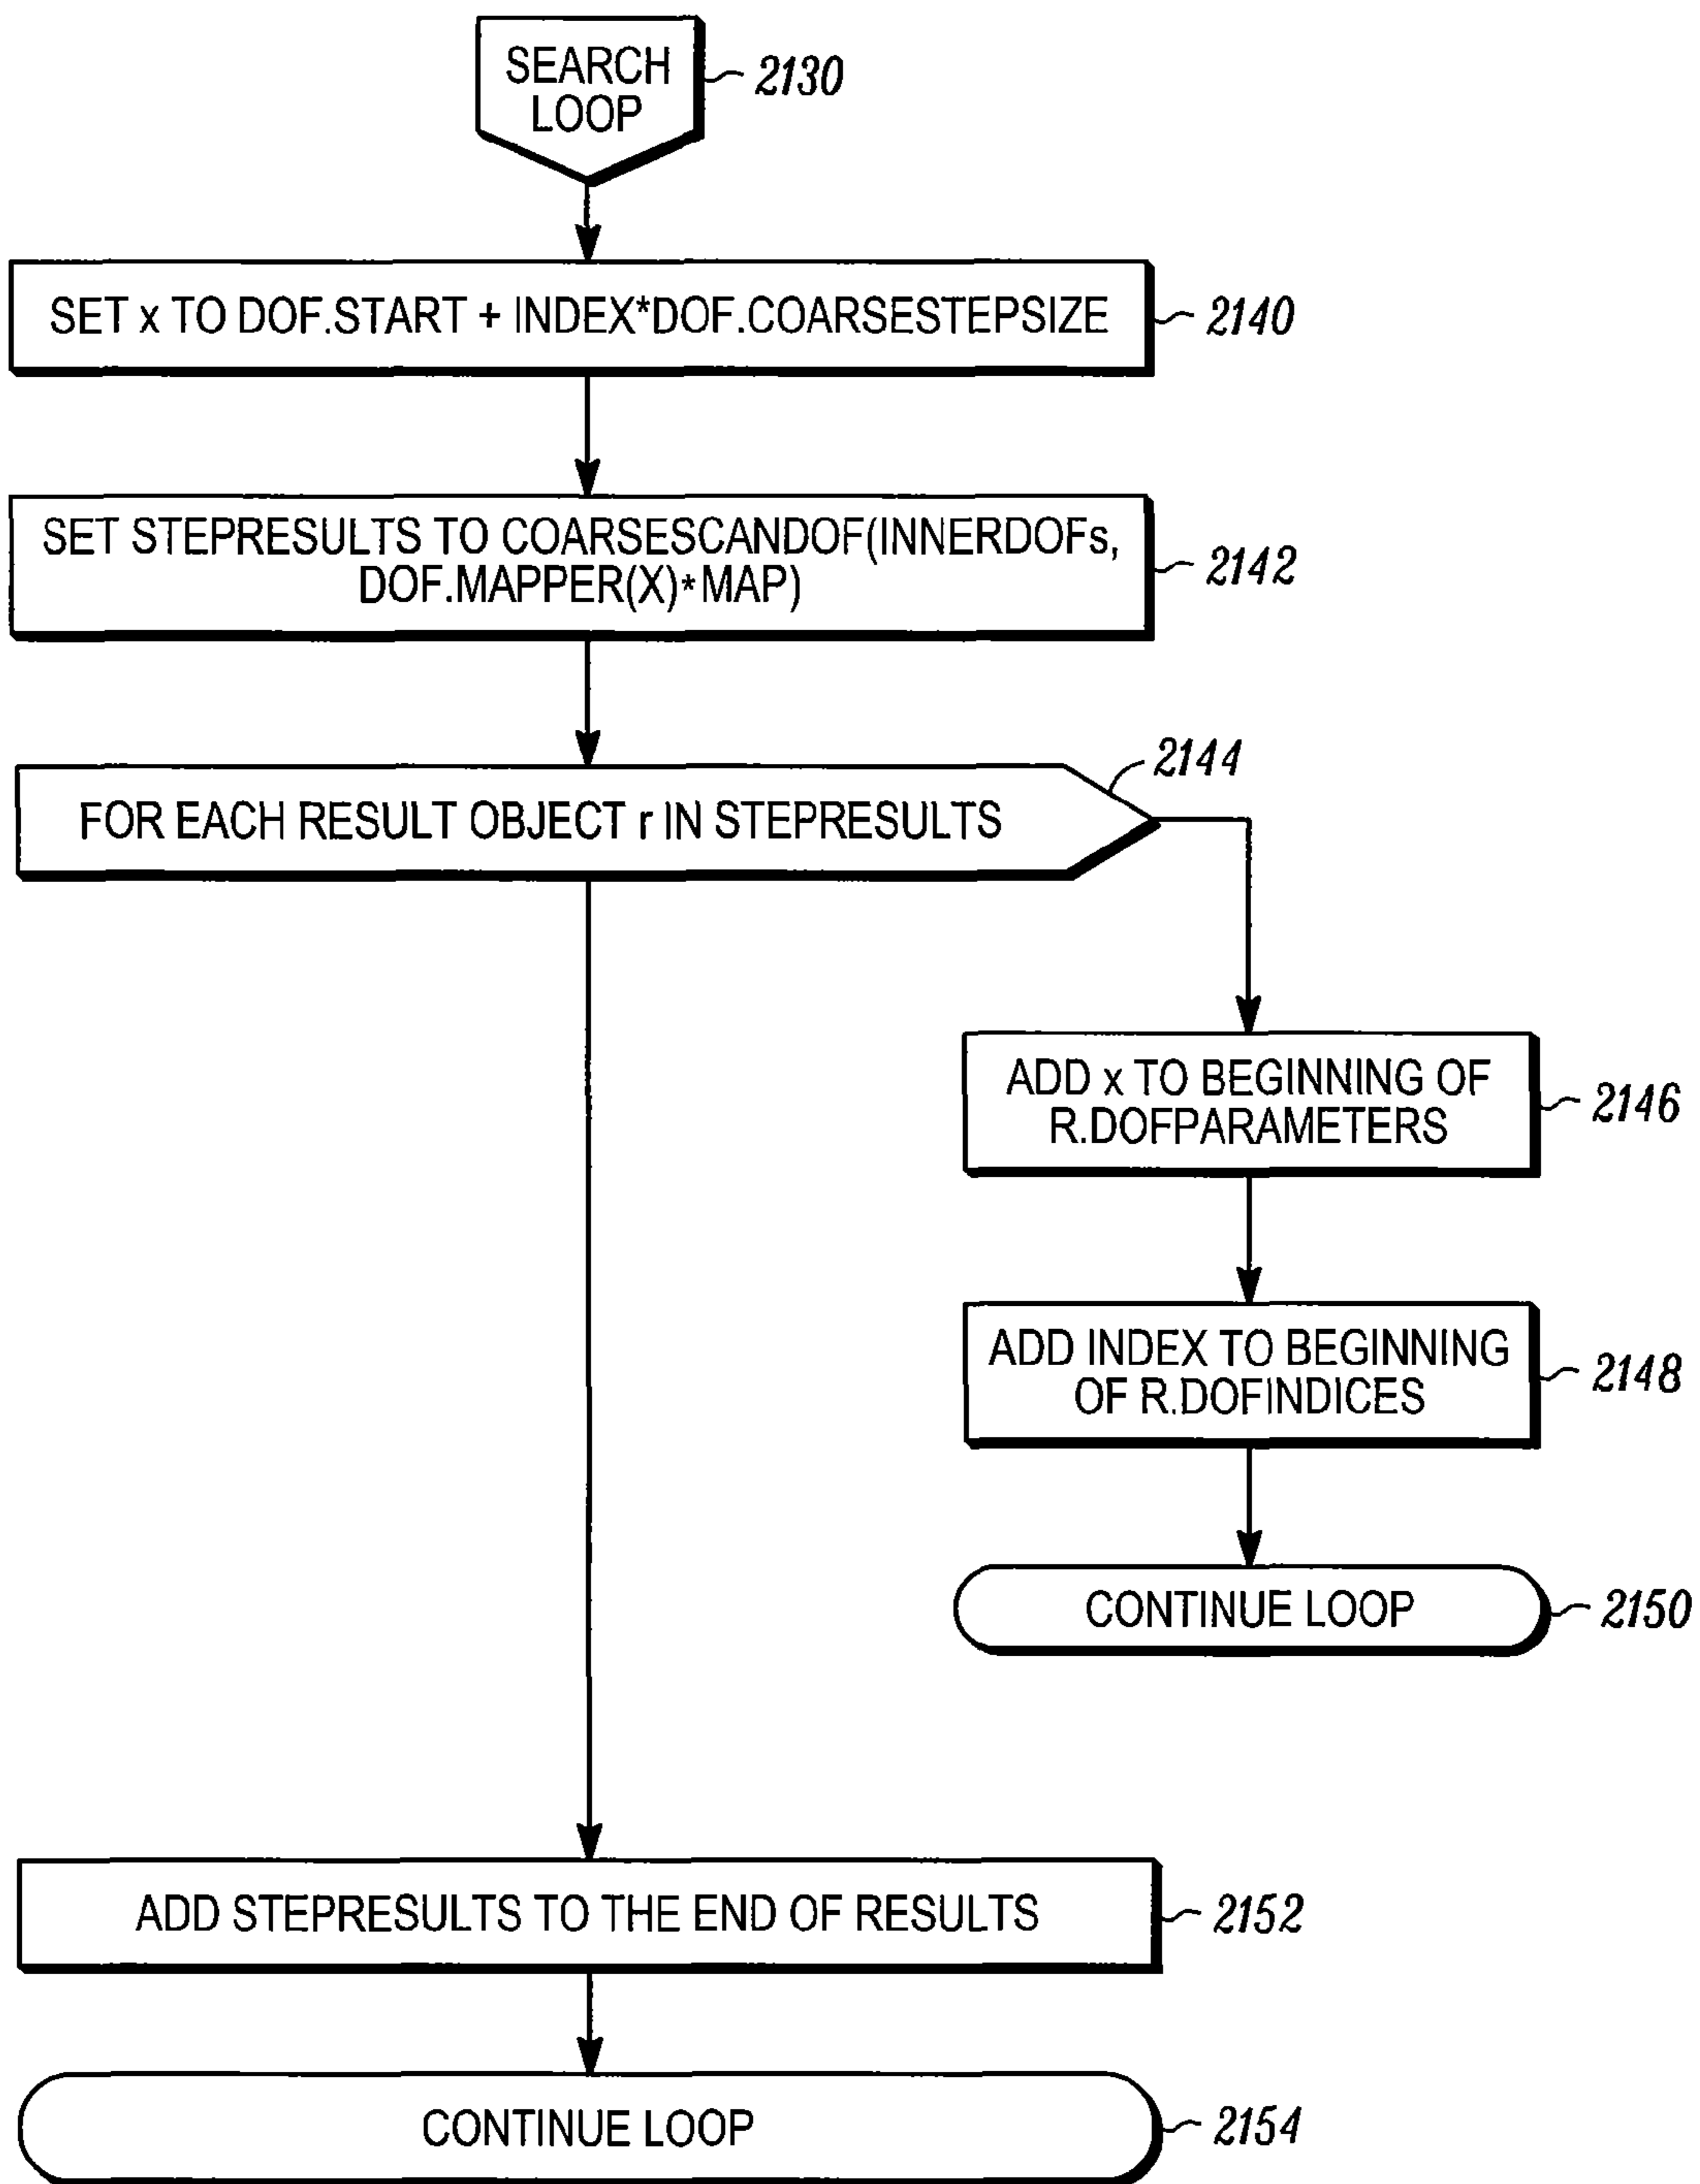 SEARCH
LOOP
2130
SET x TO DOF.START + INDEX*DOF.COARSESTEPSIZE
2140
SET STEPRESULTS TO COARSESCANDOF(INNERDOFs,
DOF.MAPPER(X)*MAP)
2142
FOR EACH RESULT OBJECT r IN STEPRESULTS
2144
ADD x TO BEGINNING OF
R.DOFPARAMETERS
2146
ADD INDEX TO BEGINNING
OF R.DOFINDICES
2148
CONTINUE LOOP
2150
ADD STEPRESULTS TO THE END OF RESULTS
2152
CONTINUE LOOP
2154